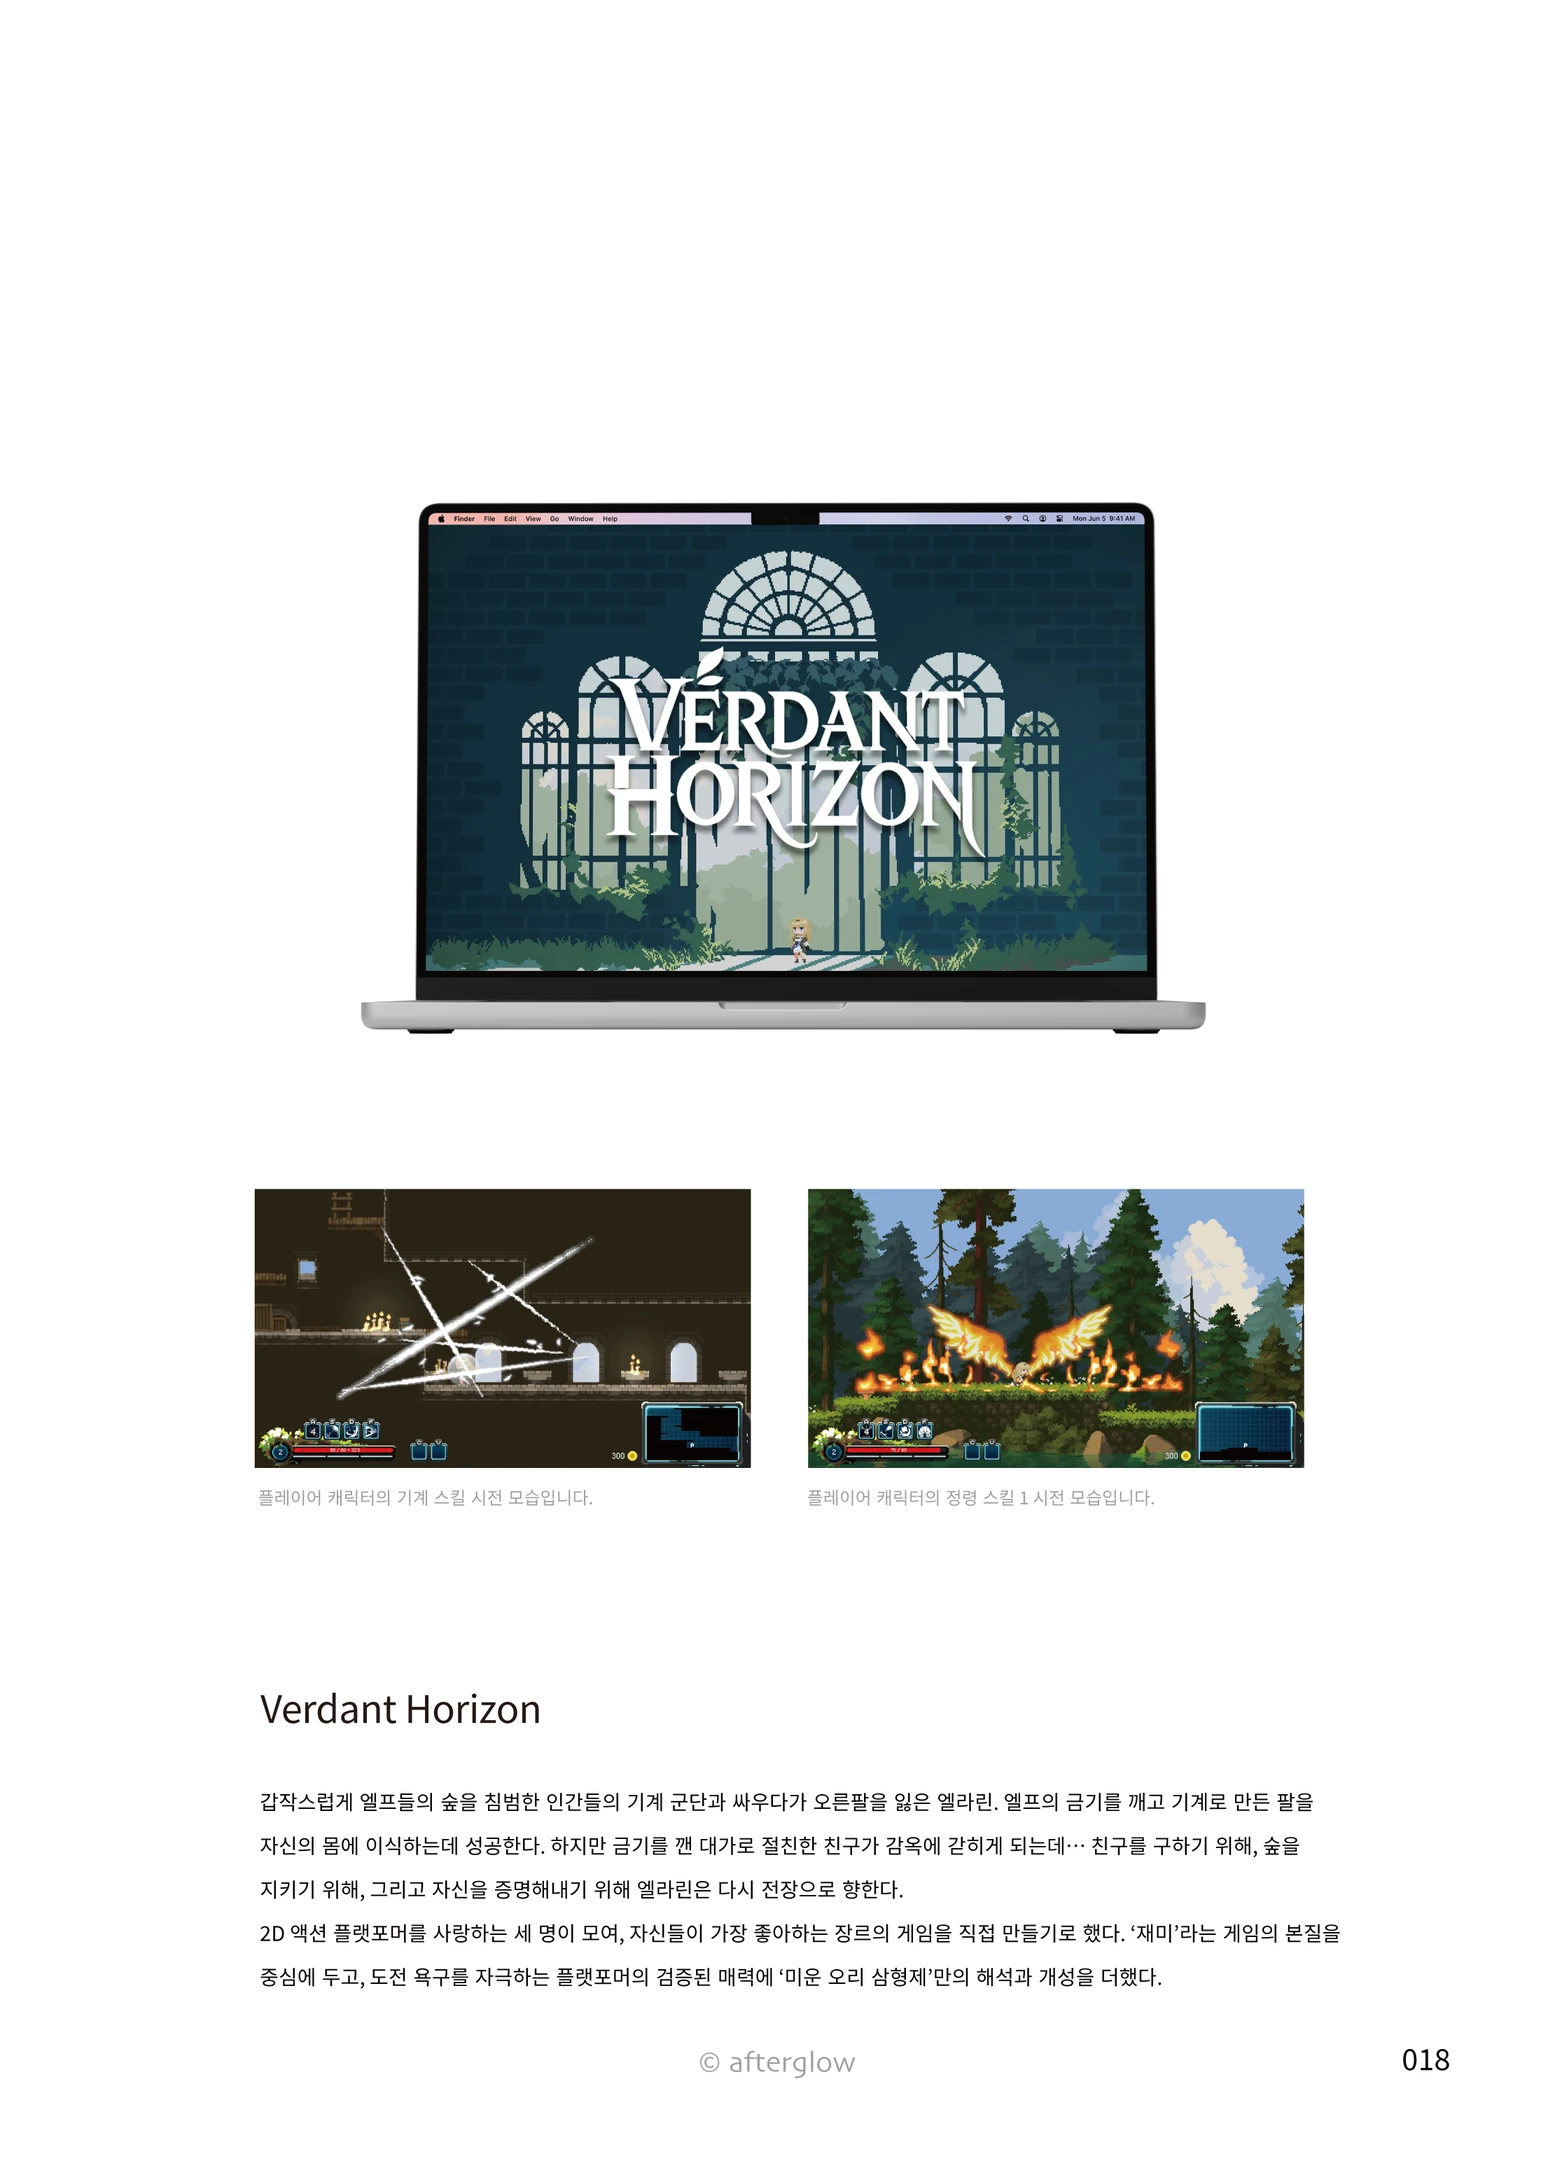 Finder File Edit View Go Window Help
Mon Jun 5 9:41 AM
VERDANT
HORIZON
300
P
2
300
P
2
플레이어 캐릭터의 기계 스킬 시전 모습입니다.
플레이어 캐릭터의 정령 스킬 1 시전 모습입니다.
Verdant Horizon
갑작스럽게 엘프들의 숲을 침범한 인간들의 기계 군단과 싸우다가 오른팔을 잃은 엘라린. 엘프의 금기를 깨고 기계로 만든 팔을
자신의 몸에 이식하는데 성공한다. 하지만 금기를 깬 대가로 절친한 친구가 감옥에 갇히게 되는데… 친구를 구하기 위해, 숲을
지키기 위해, 그리고 자신을 증명해내기 위해 엘라린은 다시 전장으로 향한다.
2D 액션 플랫포머를 사랑하는 세 명이 모여, 자신들이 가장 좋아하는 장르의 게임을 직접 만들기로 했다. ‘재미’라는 게임의 본질을
중심에 두고, 도전 욕구를 자극하는 플랫포머의 검증된 매력에 ‘미운 오리 삼형제’만의 해석과 개성을 더했다.
© afterglow
018